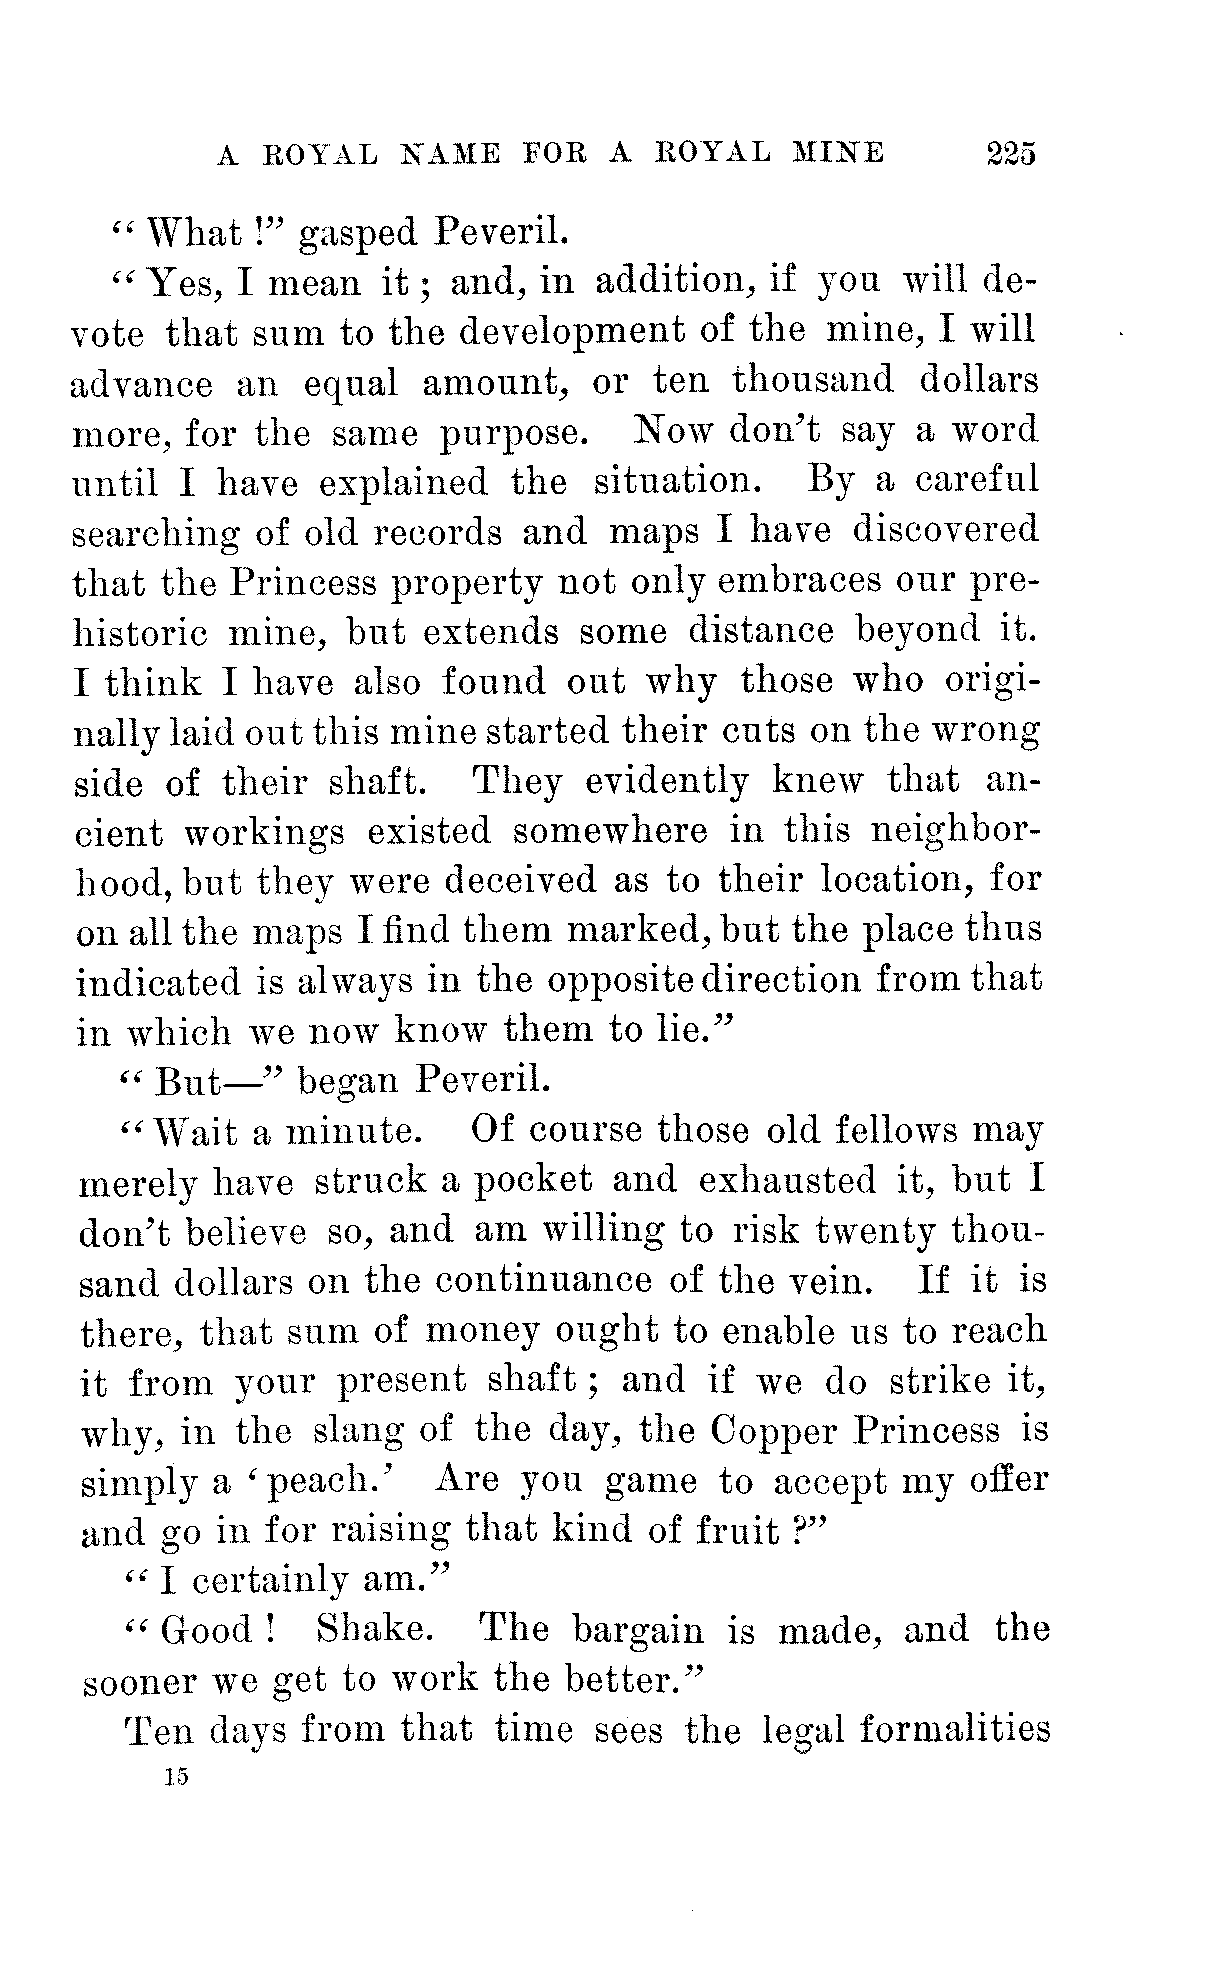 A ROYAL NAME FOR A ROYAL MINE 225
“ What !” gasped Peveril.
“ Yes, I mean it ; and, in addition, if you will de-
vote that sum to the development of the mine, I will
advance an equal amount, or ten thousand dollars
more, for the same purpose. Now don’t say a word
until I have explained the situation. By a careful
searching of old records and maps I have discovered
that the Princess property not only embraces our pre-
historic mine, but extends some distance beyond it.
I think I have also found out why those who origi-
nally laid out this mine started their cuts on the wrong
side of their shaft. They evidently knew that an-
cient workings existed somewhere in this neighbor-
hood, but they were deceived as to their location, for
on all the maps I find them marked, but the place thus
indicated is always in the opposite direction from that
in which we now know them to lie.”
“ But—” began Peveril.
“ Wait a minute. Of course those old fellows may
merely have struck a pocket and exhausted it, but I
don’t believe so, and am willing to risk twenty thou-
sand dollars on the continuance of the vein. If it is
there, that sum of money ought to enable us to reach
it from your present shaft ; and if we do strike it,
why, in the slang of the day, the Copper Princess is
simply a ‘ peach.’ Are you game to accept my offer
and go in for raising that kind of fruit ?”
“ I certainly am.”
“ Good ! Shake. The bargain is made, and the
sooner we get to work the better.”
Ten days from that time sees the legal formalities
15